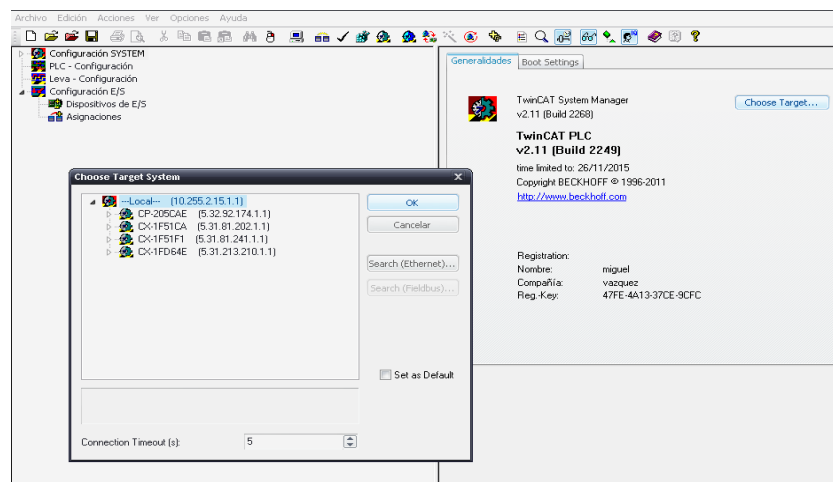 Archivo Edición Acciones Ver Opciones Ayuda
Configuración SYSTEM
PLC - Configuración
Leva - Configuración
Configuración E/S
Dispositivos de E/S
Asignaciones
Generalidades Boot Settings
TwinCAT System Manager
v2.11 (Build 2268)
Choose Target...
TwinCAT PLC
v2.11 (Build 2249)
time limited to: 26/11/2015
Copyright BECKHOFF © 1996-2011
http://www.beckhoff.com
Registration:
Nombre: miguel
Compañía: vazquez
Reg.-Key: 47FE-4A13-37CE-9CFC
Choose Target System
--Local-- (10.255.2.15.1.1)
CP-205CAE (5.32.92.174.1.1)
CX-1F51CA (5.31.81.202.1.1)
CX-1F51F1 (5.31.81.241.1.1)
CX-1FD64E (5.31.213.210.1.1)
OK
Cancelar
Search (Ethernet)...
Search (Fieldbus)...
Set as Default
Connection Timeout (s): 5